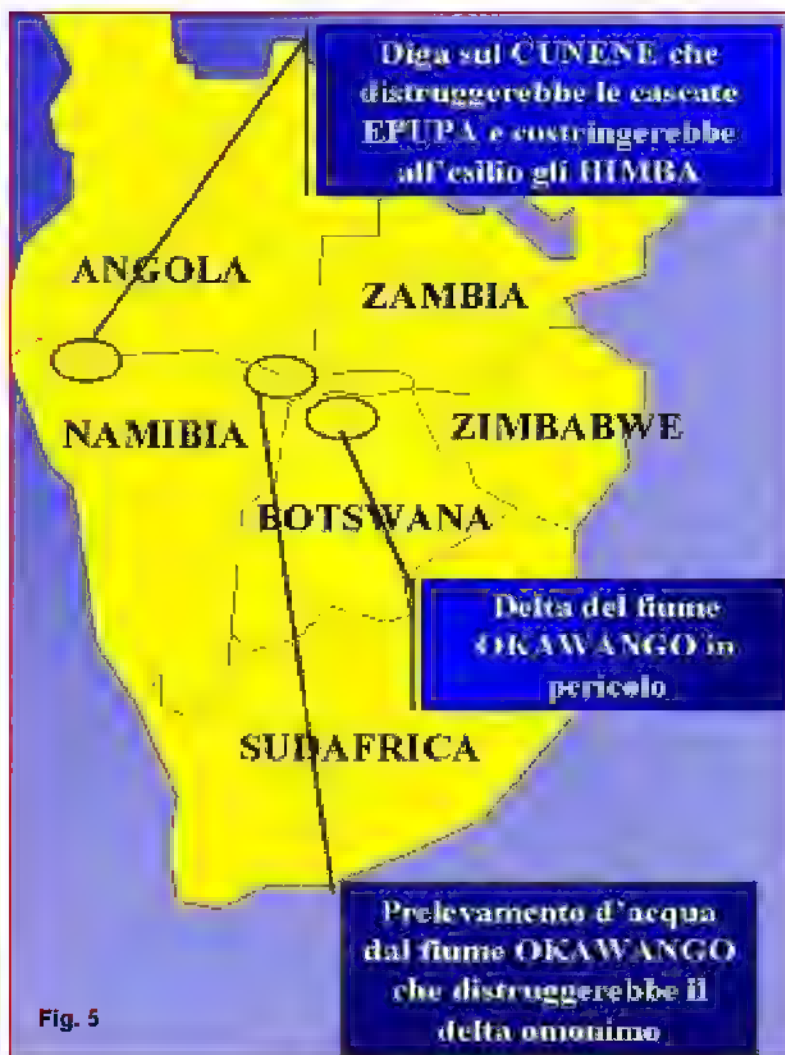 Diga sul CUNENE che
distruggerebbe le cascate
EPUPA e costringerebbe
all'esilio gli HIMBA
ANGOLA
ZAMBIA
NAMIBIA
ZIMBABWE
BOTSWANA
Delta del fiume
OKAWANGO in
pericolo
SUDAFRICA
Prelevamento d'acqua
dal fiume OKAWANGO
che distruggerebbe il
delta omonimo
Fig. 5